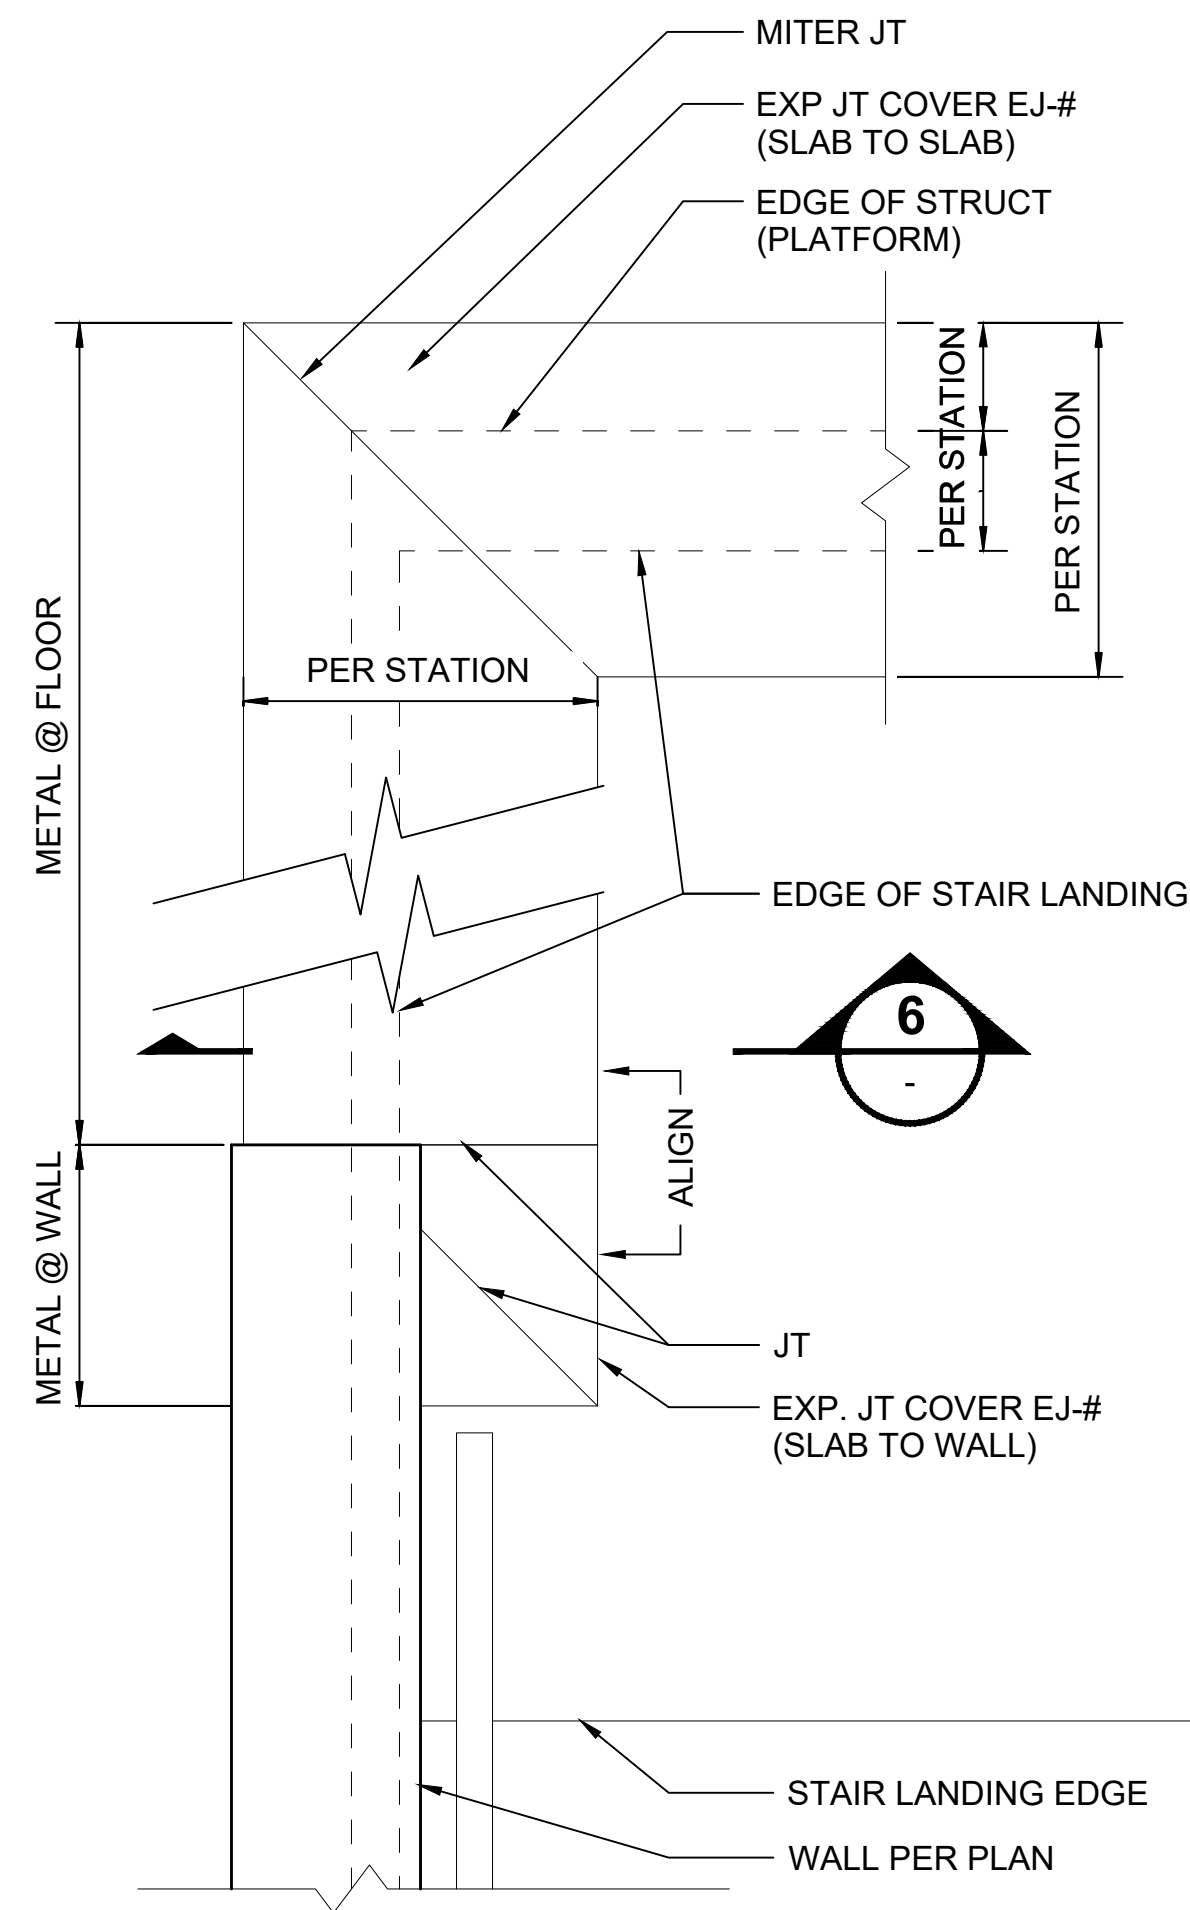 MITER JT
EXP JT COVER EJ-#
(SLAB TO SLAB)
EDGE OF STRUCT
(PLATFORM)
PER STATION
PER STATION
PER STATION
METAL @ FLOOR
PER STATION
EDGE OF STAIR LANDING
6
-
ALIGN
METAL @ WALL
JT
EXP. JT COVER EJ-#
(SLAB TO WALL)
STAIR LANDING EDGE
WALL PER PLAN